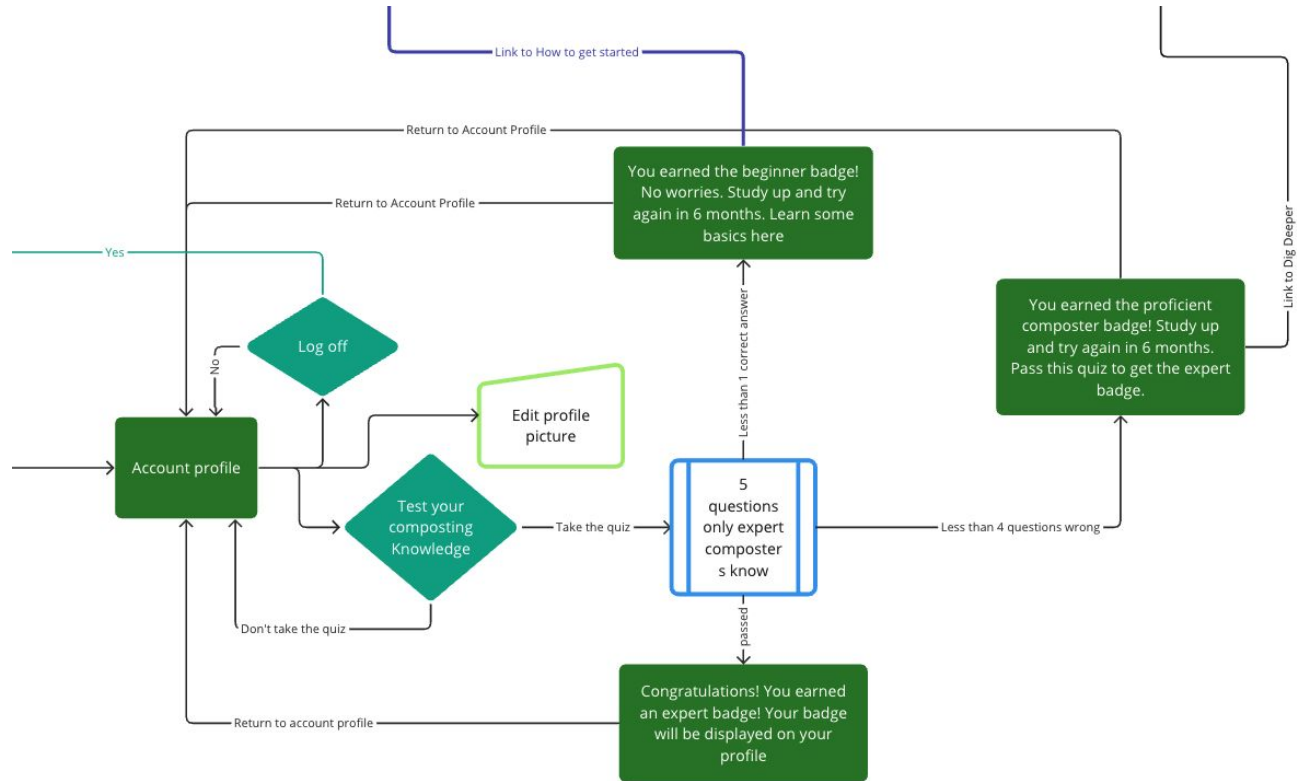 Link to How to get started
Return to Account Profile
You earned the beginner badge!
No worries. Study up and try
again in 6 months. Learn some
basics here
Return to Account Profile
Link to Dig Deeper
Yes
You earned the proficient
composter badge! Study up
and try again in 6 months.
Pass this quiz to get the expert
badge.
Log off
No
Less than 1 correct answer
Edit profile
picture
Account profile
Test your
composting
Knowledge
Take the quiz
5
questions
only expert
composter
s know
Less than 4 questions wrong
Don't take the quiz
passed
Congratulations! You earned
an expert badge! Your badge
will be displayed on your
profile
Return to account profile